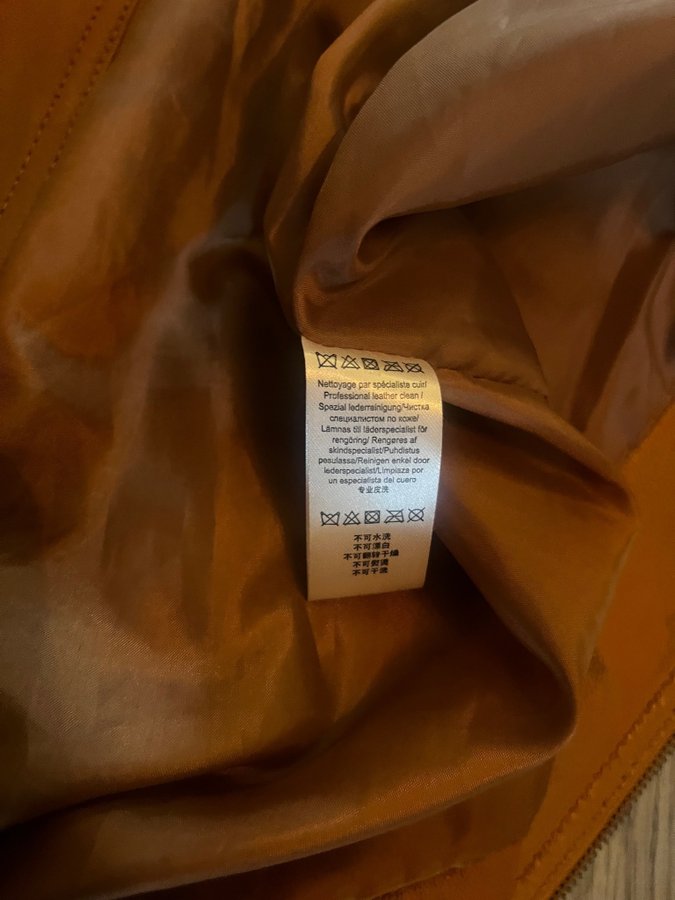 Nettoyage par spécialiste cuir/
Professional leather clean /
Spezial lederreinigung/Чистка
специалистом по коже/
Lämnas till läderspecialist för
rengöring/ Rengøres af
skindspecialist/Puhdistus
pesulassa/Reinigen enkel door
lederspecialist/Limpiaza por
un especialista del cuero
专业皮洗
不可水洗
不可漂白
不可翻转干燥
不可熨烫
不可干洗